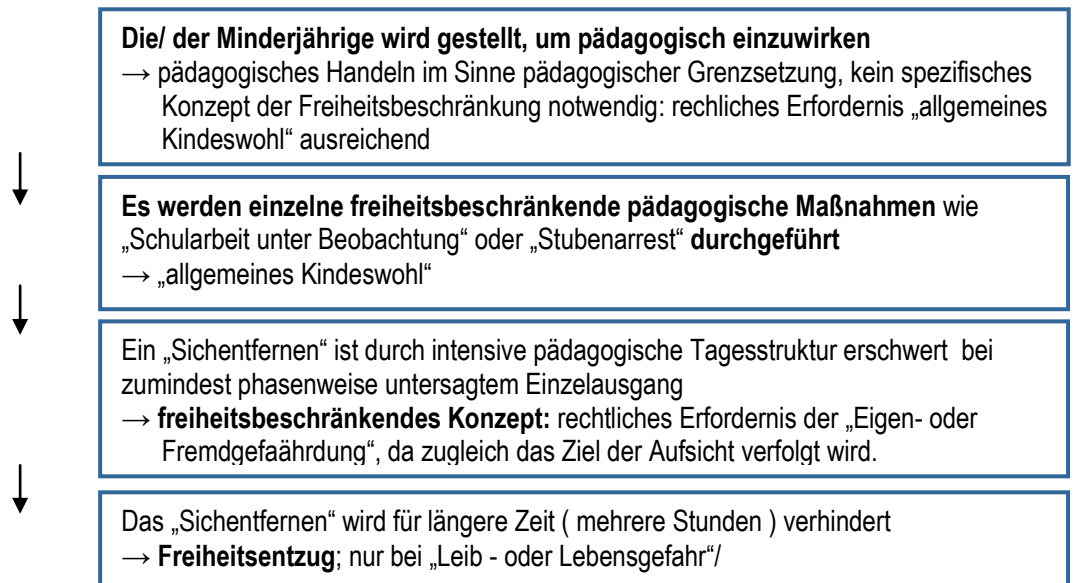 Die/ der Minderjährige wird gestellt, um pädagogisch einzuwirken
→ pädagogisches Handeln im Sinne pädagogischer Grenzsetzung, kein spezifisches
Konzept der Freiheitsbeschränkung notwendig: rechliches Erfordernis „allgemeines
Kindeswohl“ ausreichend
Es werden einzelne freiheitsbeschränkende pädagogische Maßnahmen wie
„Schularbeit unter Beobachtung“ oder „Stubenarrest“ durchgeführt
→ „allgemeines Kindeswohl“
Ein „Sichentfernen“ ist durch intensive pädagogische Tagesstruktur erschwert bei
zumindest phasenweise untersagtem Einzelausgang
→ freiheitsbeschränkendes Konzept: rechtliches Erfordernis der „Eigen- oder
Fremdgefaährdung“, da zugleich das Ziel der Aufsicht verfolgt wird.
Das „Sichentfernen“ wird für längere Zeit ( mehrere Stunden ) verhindert
→ Freiheitsentzug; nur bei „Leib - oder Lebensgefahr“/